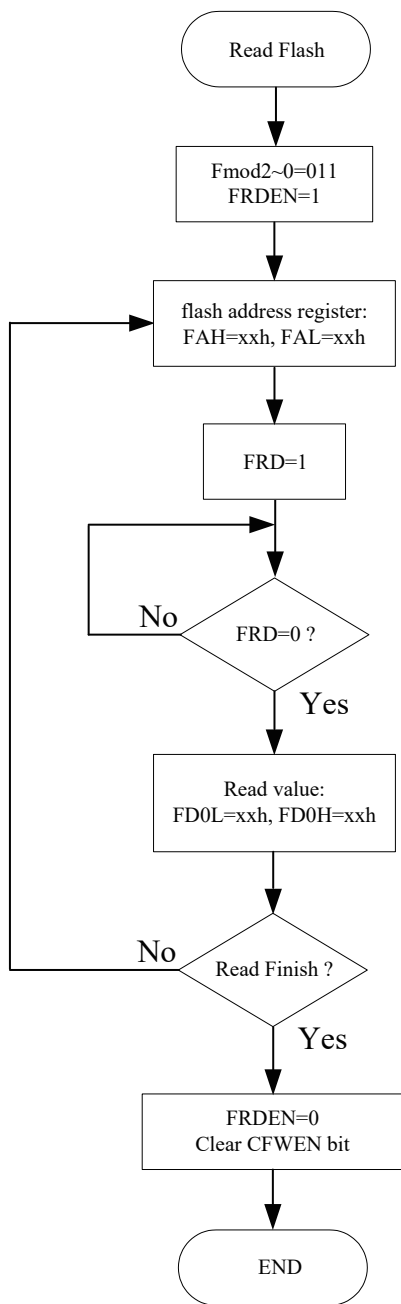 Read Flash
Fmod2~0=011
FRDEN=1
flash address register:
FAH=xxh, FAL=xxh
FRD=1
No
FRD=0 ?
Yes
Read value:
FD0L=xxh, FD0H=xxh
No
Read Finish ?
Yes
FRDEN=0
Clear CFWEN bit
END